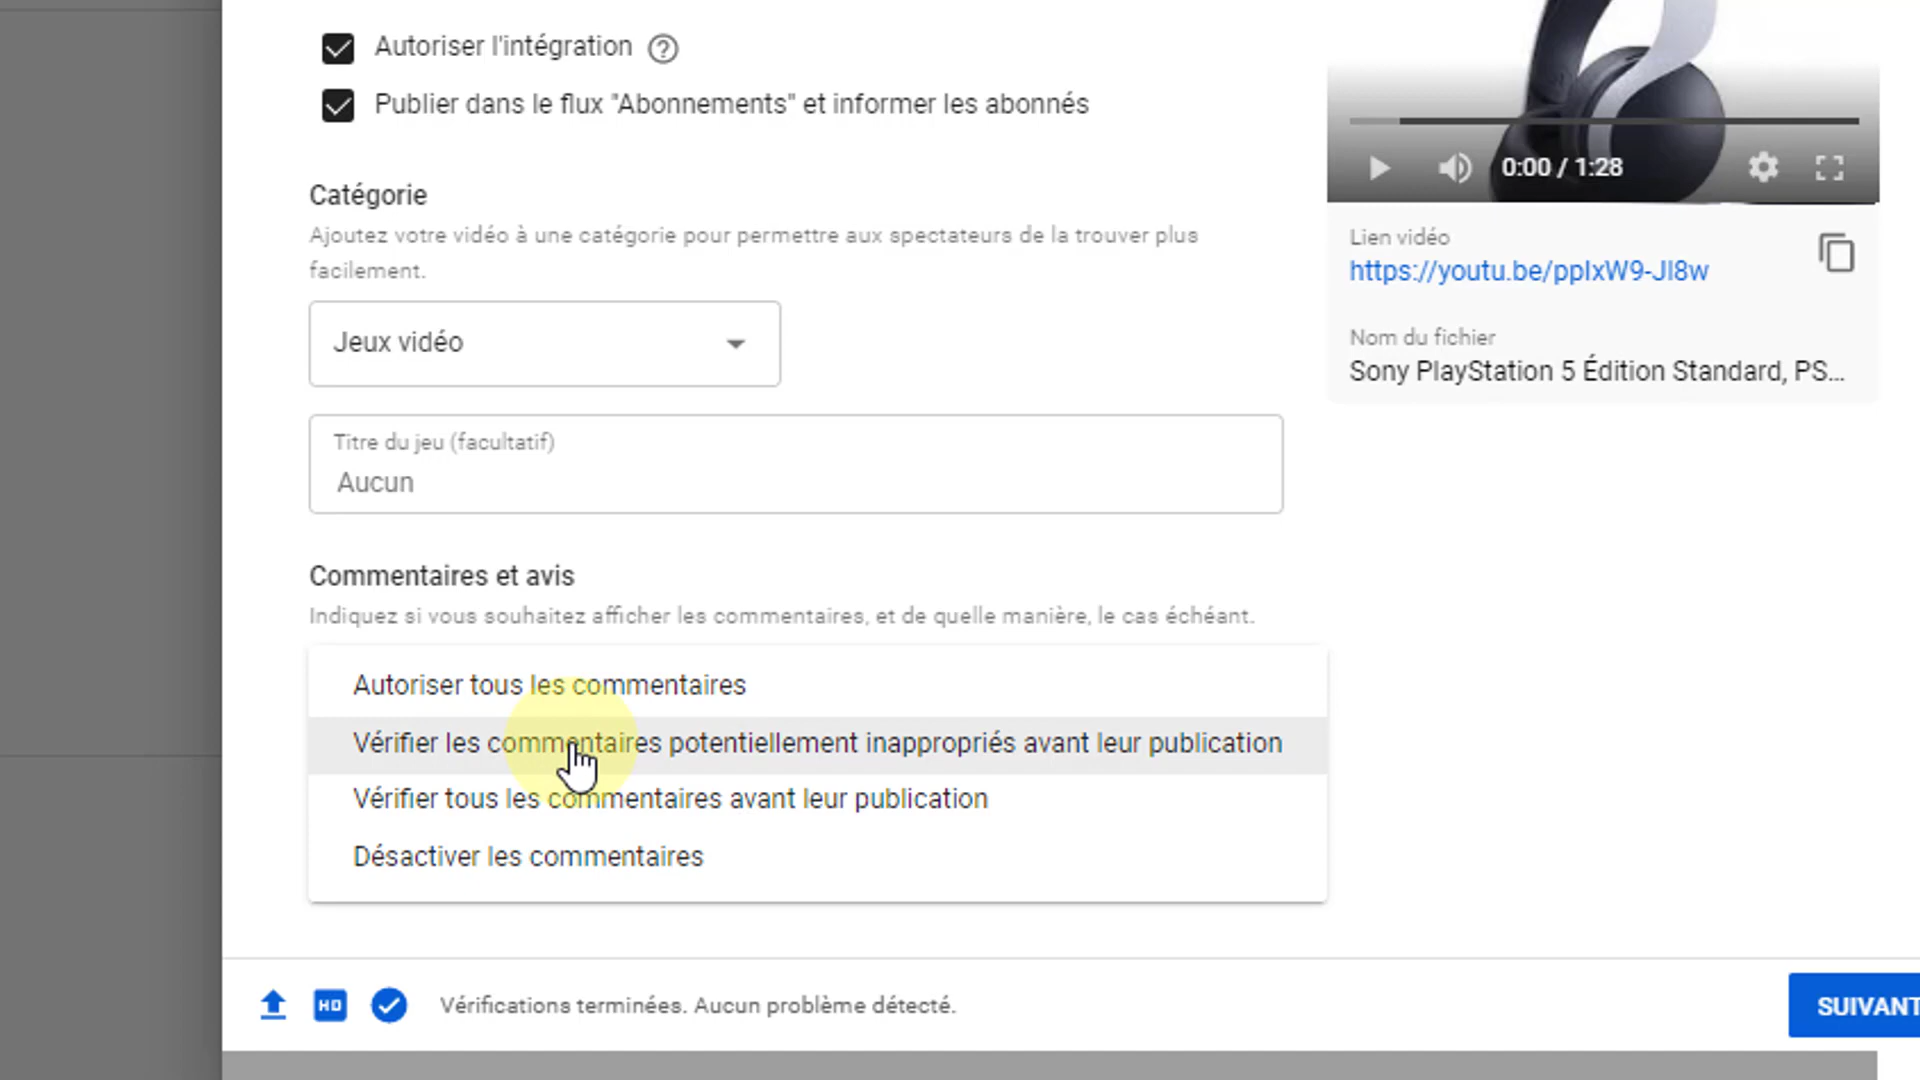 Autoriser l'intégration
Publier dans le flux "Abonnements" et informer les abonnés
Catégorie
Ajoutez votre vidéo à une catégorie pour permettre aux spectateurs de la trouver plus
facilement.
Jeux vidéo
Titre du jeu (facultatif)
Aucun
Commentaires et avis
Indiquez si vous souhaitez afficher les commentaires, et de quelle manière, le cas échéant.
Autoriser tous les commentaires
Vérifier les commentaires potentiellement inappropriés avant leur publication
Vérifier tous les commentaires avant leur publication
Désactiver les commentaires
0:00 / 1:28
Lien vidéo
https://youtu.be/ppIxW9-JI8w
Nom du fichier
Sony PlayStation 5 Édition Standard, PS...
HD
Vérifications terminées. Aucun problème détecté.
SUIVANT